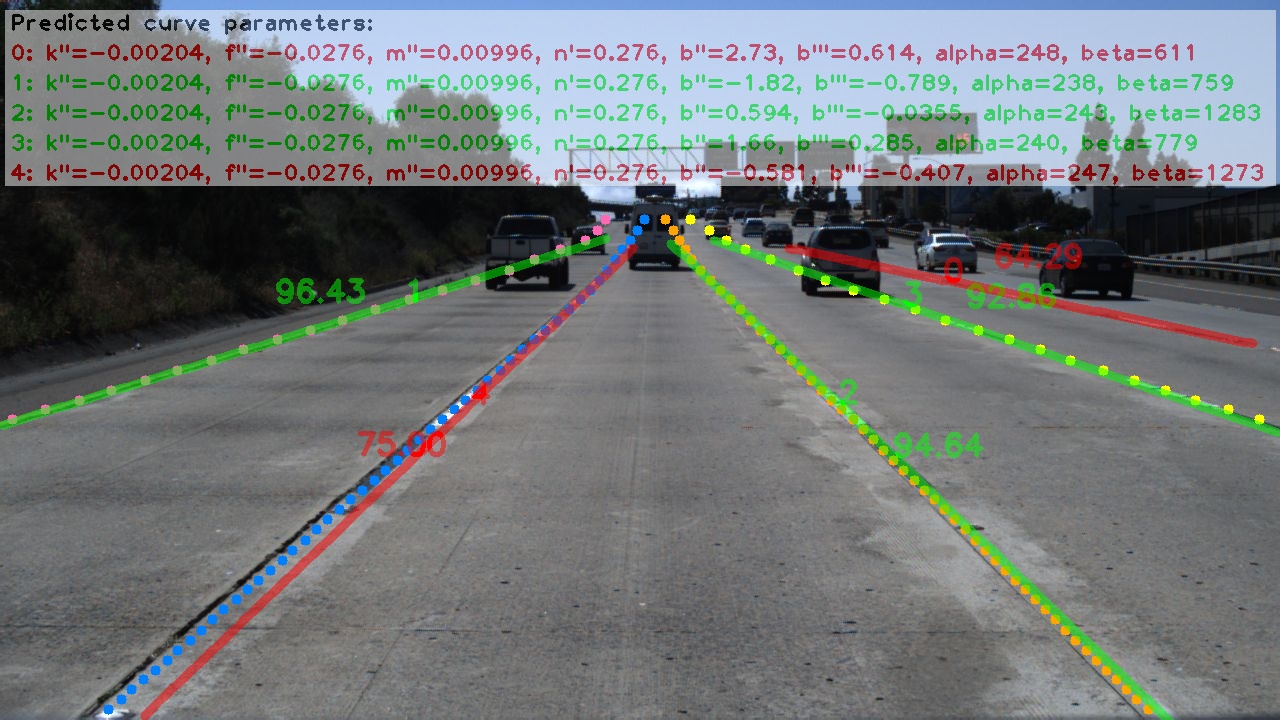 Predicted curve parameters:
0: k''=-0.00204, f''=-0.0276, m''=0.00996, n'=0.276, b''=2.73, b'''=0.614, alpha=248, beta=611
1: k''=-0.00204, f''=-0.0276, m''=0.00996, n'=0.276, b''=-1.82, b'''=-0.789, alpha=238, beta=759
2: k''=-0.00204, f''=-0.0276, m''=0.00996, n'=0.276, b''=0.594, b'''=-0.0355, alpha=243, beta=1283
3: k''=-0.00204, f''=-0.0276, m''=0.00996, n'=0.276, b''=1.66, b'''=0.285, alpha=240, beta=779
4: k''=-0.00204, f''=-0.0276, m''=0.00996, n'=0.276, b''=-0.581, b'''=-0.407, alpha=247, beta=1273
0 64.29
96.43 1
3 92.86
4
2
75.00
94.64